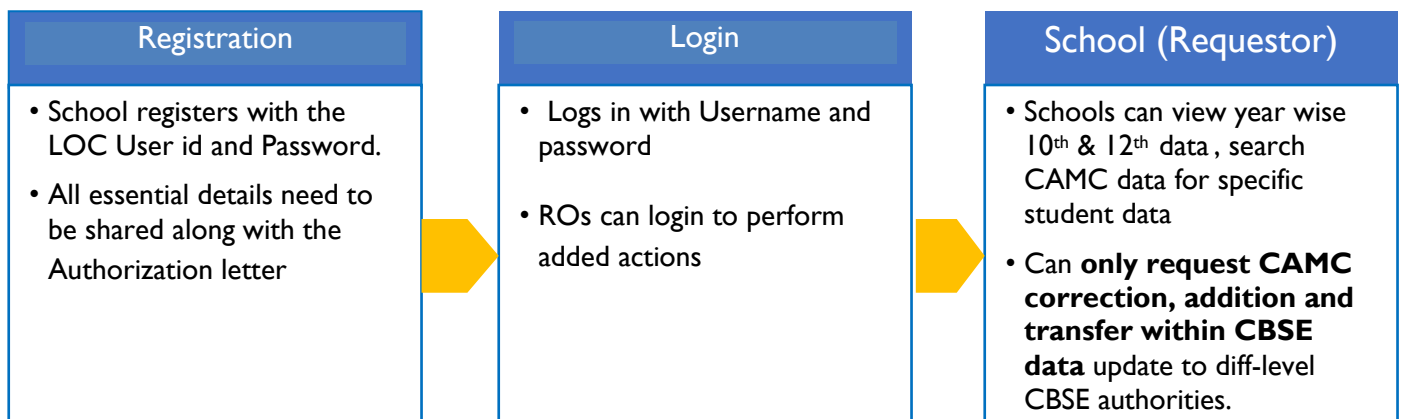 Registration
• School registers with the
LOC User id and Password.
• All essential details need to
be shared along with the
Authorization letter
Login
• Logs in with Username and
password
• ROs can login to perform
added actions
School (Requestor)
• Schools can view year wise
10th & 12th data , search
CAMC data for specific
student data
• Can only request CAMC
correction, addition and
transfer within CBSE
data update to diff-level
CBSE authorities.